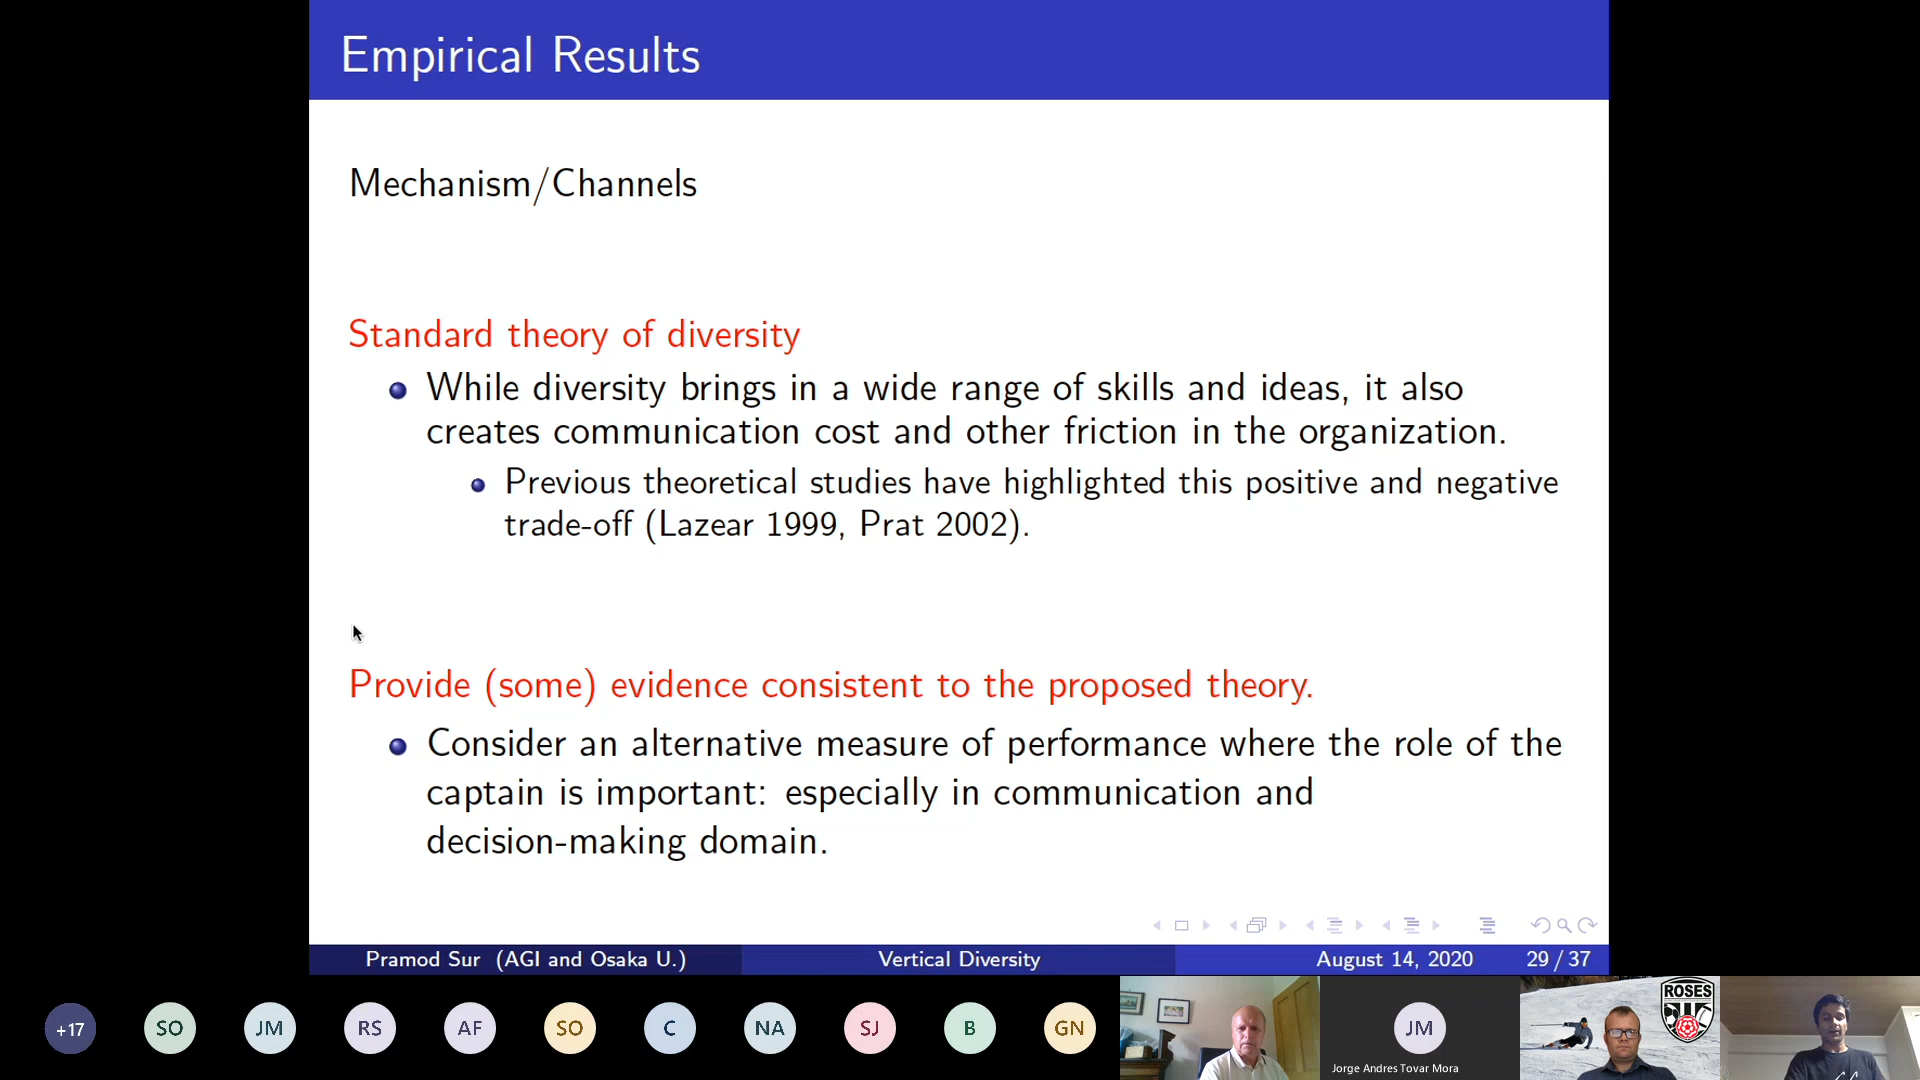 Empirical Results
Mechanism/Channels
Standard theory of diversity
While diversity brings in a wide range of skills and ideas, it also
creates communication cost and other friction in the organization.
Previous theoretical studies have highlighted this positive and negative
trade-off (Lazear 1999, Prat 2002).
Provide (some) evidence consistent to the proposed theory.
Consider an alternative measure of performance where the role of the
captain is important: especially in communication and
decision-making domain.
Pramod Sur (AGI and Osaka U.) Vertical Diversity August 14, 2020 29 / 37
+17 SO JM RS AF SO C NA SJ B GN JM ROSES
Jorge Andres Tovar Mora